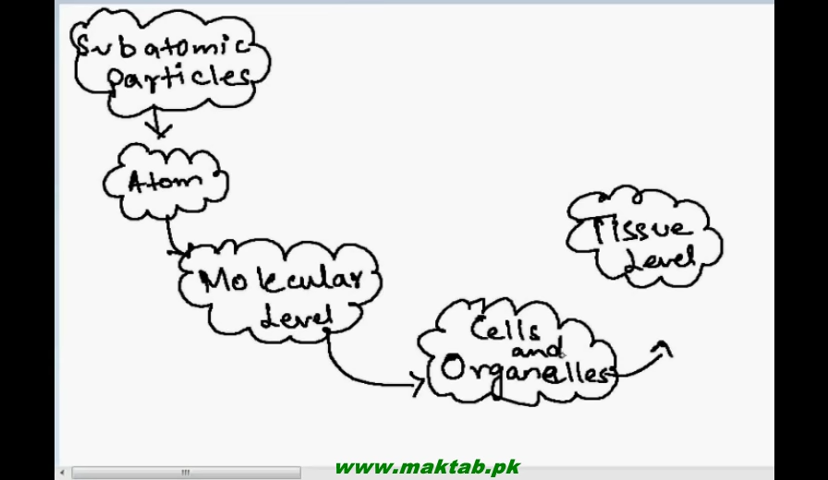 Subatomic
Particles
Atom
Molecular
Level
Cells
and
Organelles
Tissue
Level
www.maktab.pk